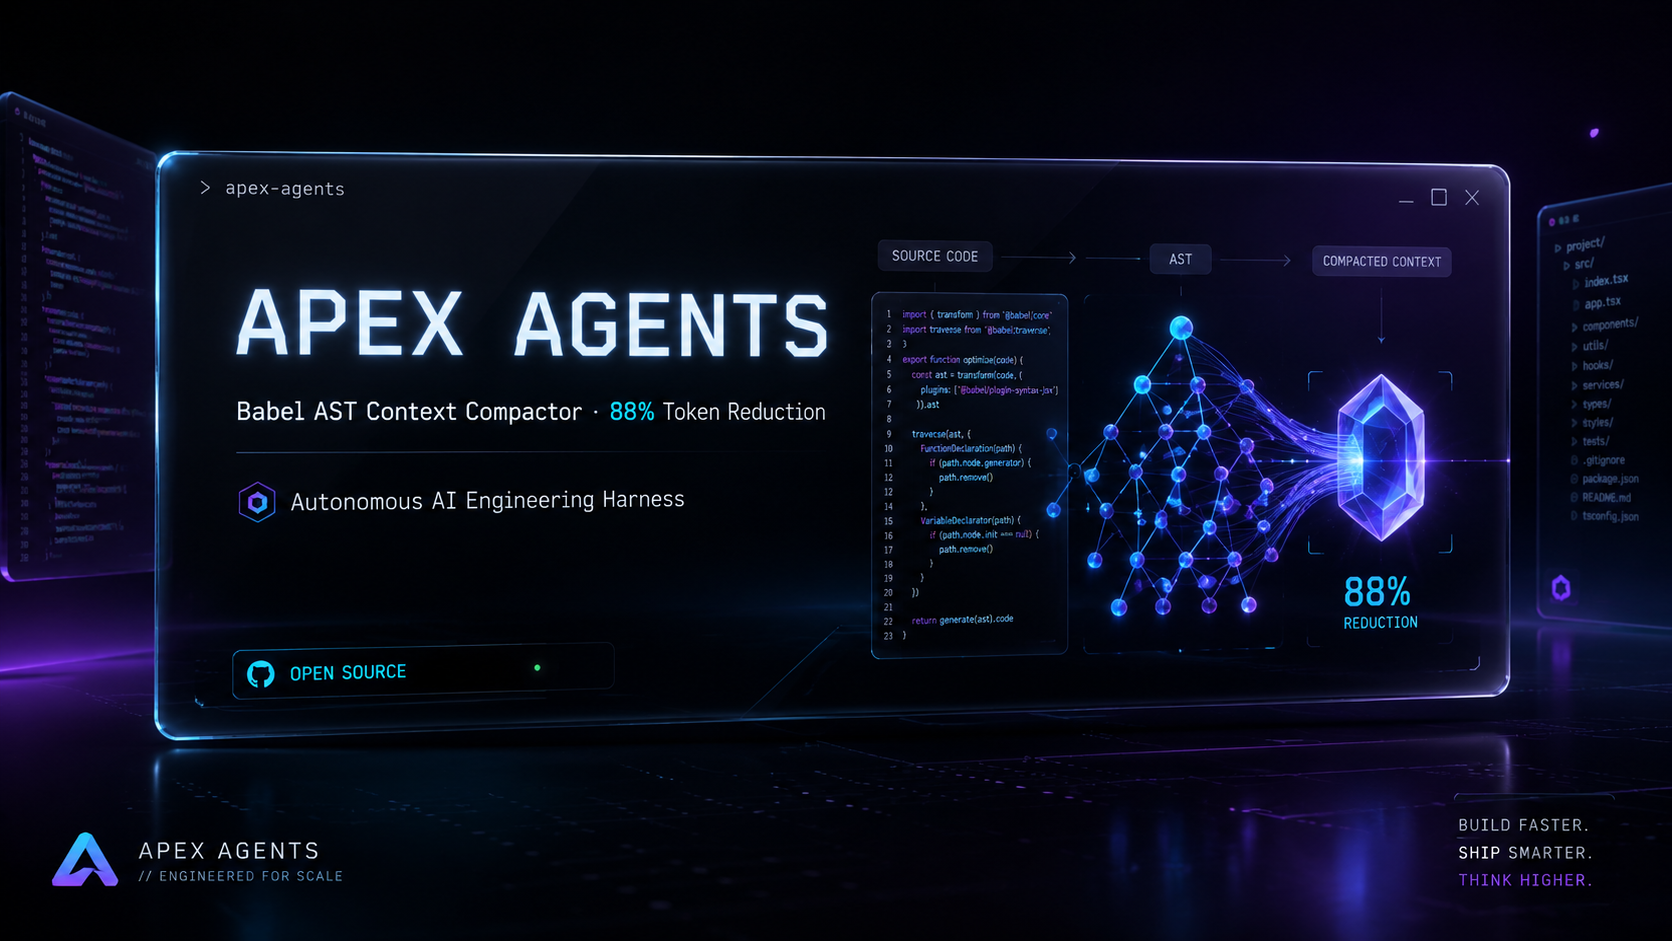 > apex-agents
APEX AGENTS
Babel AST Context Compactor · 88% Token Reduction
Autonomous AI Engineering Harness
OPEN SOURCE
SOURCE CODE
AST
COMPACTED CONTEXT
1 import { transform } from "@babel/core"
2 import traverse from "@babel/traverse",
3 }
4 export function optimize(code) {
5 const ast = transform(code, {
6 plugins: ["@babel/plogin-syntax-jsx"]
7 }).ast
8
9 traverse(ast, {
10 FunctionDeclaration(path) {
11 if (path.node.generator) {
12 path.remove()
12 }
14 },
15 VariableDeclarator(path) {
16 if (path.node.init === null) {
17 path.remove()
18 }
19 }
20 })
21
22 return generate(ast).code
23 }
88%
REDUCTION
project/
src/
index.tsx
app.tsx
components/
utils/
hooks/
services/
types/
styles/
tests/
.gitignore
package.json
README.md
tsconfig.json
APEX AGENTS
// ENGINEERED FOR SCALE
BUILD FASTER.
SHIP SMARTER.
THINK HIGHER.